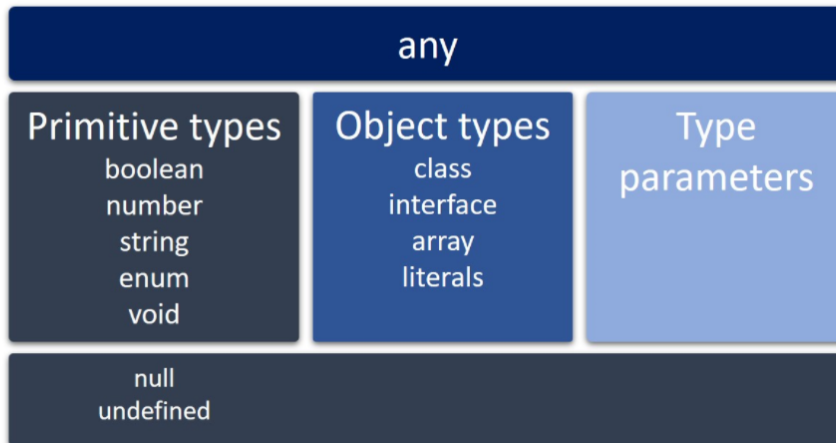 any
Primitive types
boolean
number
string
enum
void
Object types
class
interface
array
literals
Type
parameters
null
undefined